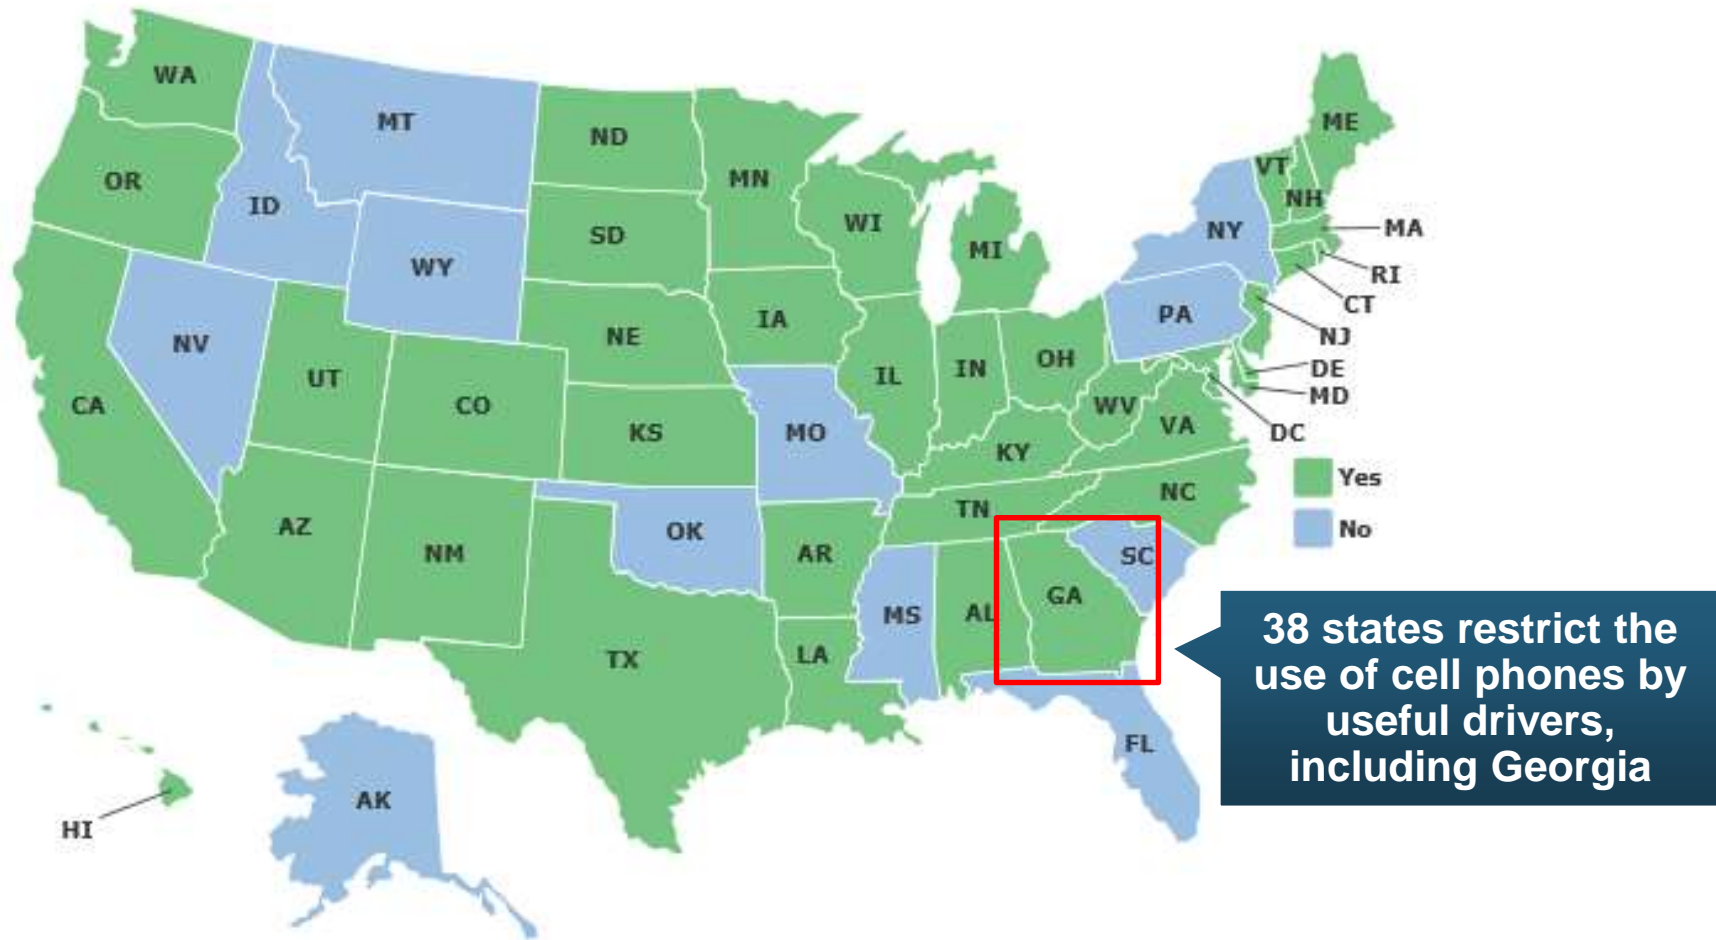 WA
MT
ND
ME
OR
ID
MN
VT
NH
WI
SD
MI
NY
MA
WY
RI
CT
NV
NE
IA
PA
NJ
UT
IL
IN
OH
DE
MD
CA
CO
KS
MO
WV
VA
DC
KY
Yes
NC
TN
AZ
OK
No
NM
AR
SC
GA
MS
AL
TX
LA
38 states restrict the
use of cell phones by
useful drivers,
including Georgia
FL
AK
HI